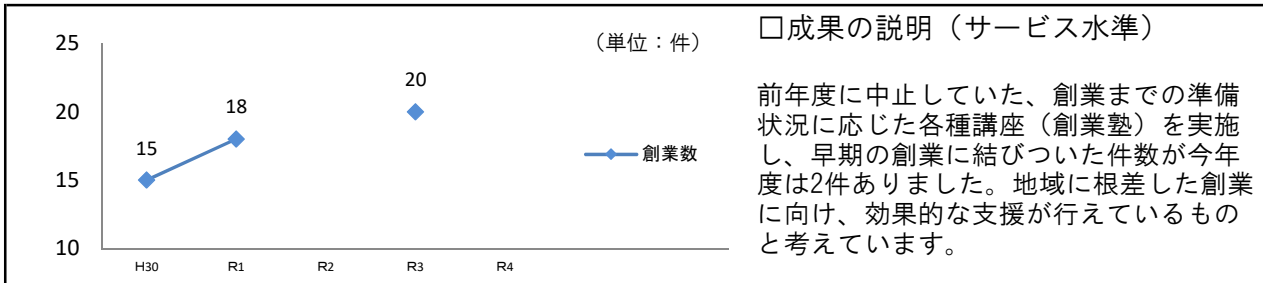 25
20
15
10
(単位：件)
15
18
20
創業数
H30
R1
R2
R3
R4
□成果の説明（サービス水準）
前年度に中止していた、創業までの準備
状況に応じた各種講座（創業塾）を実施
し、早期の創業に結びついた件数が今年
度は2件ありました。地域に根差した創業
に向け、効果的な支援が行えているもの
と考えています。